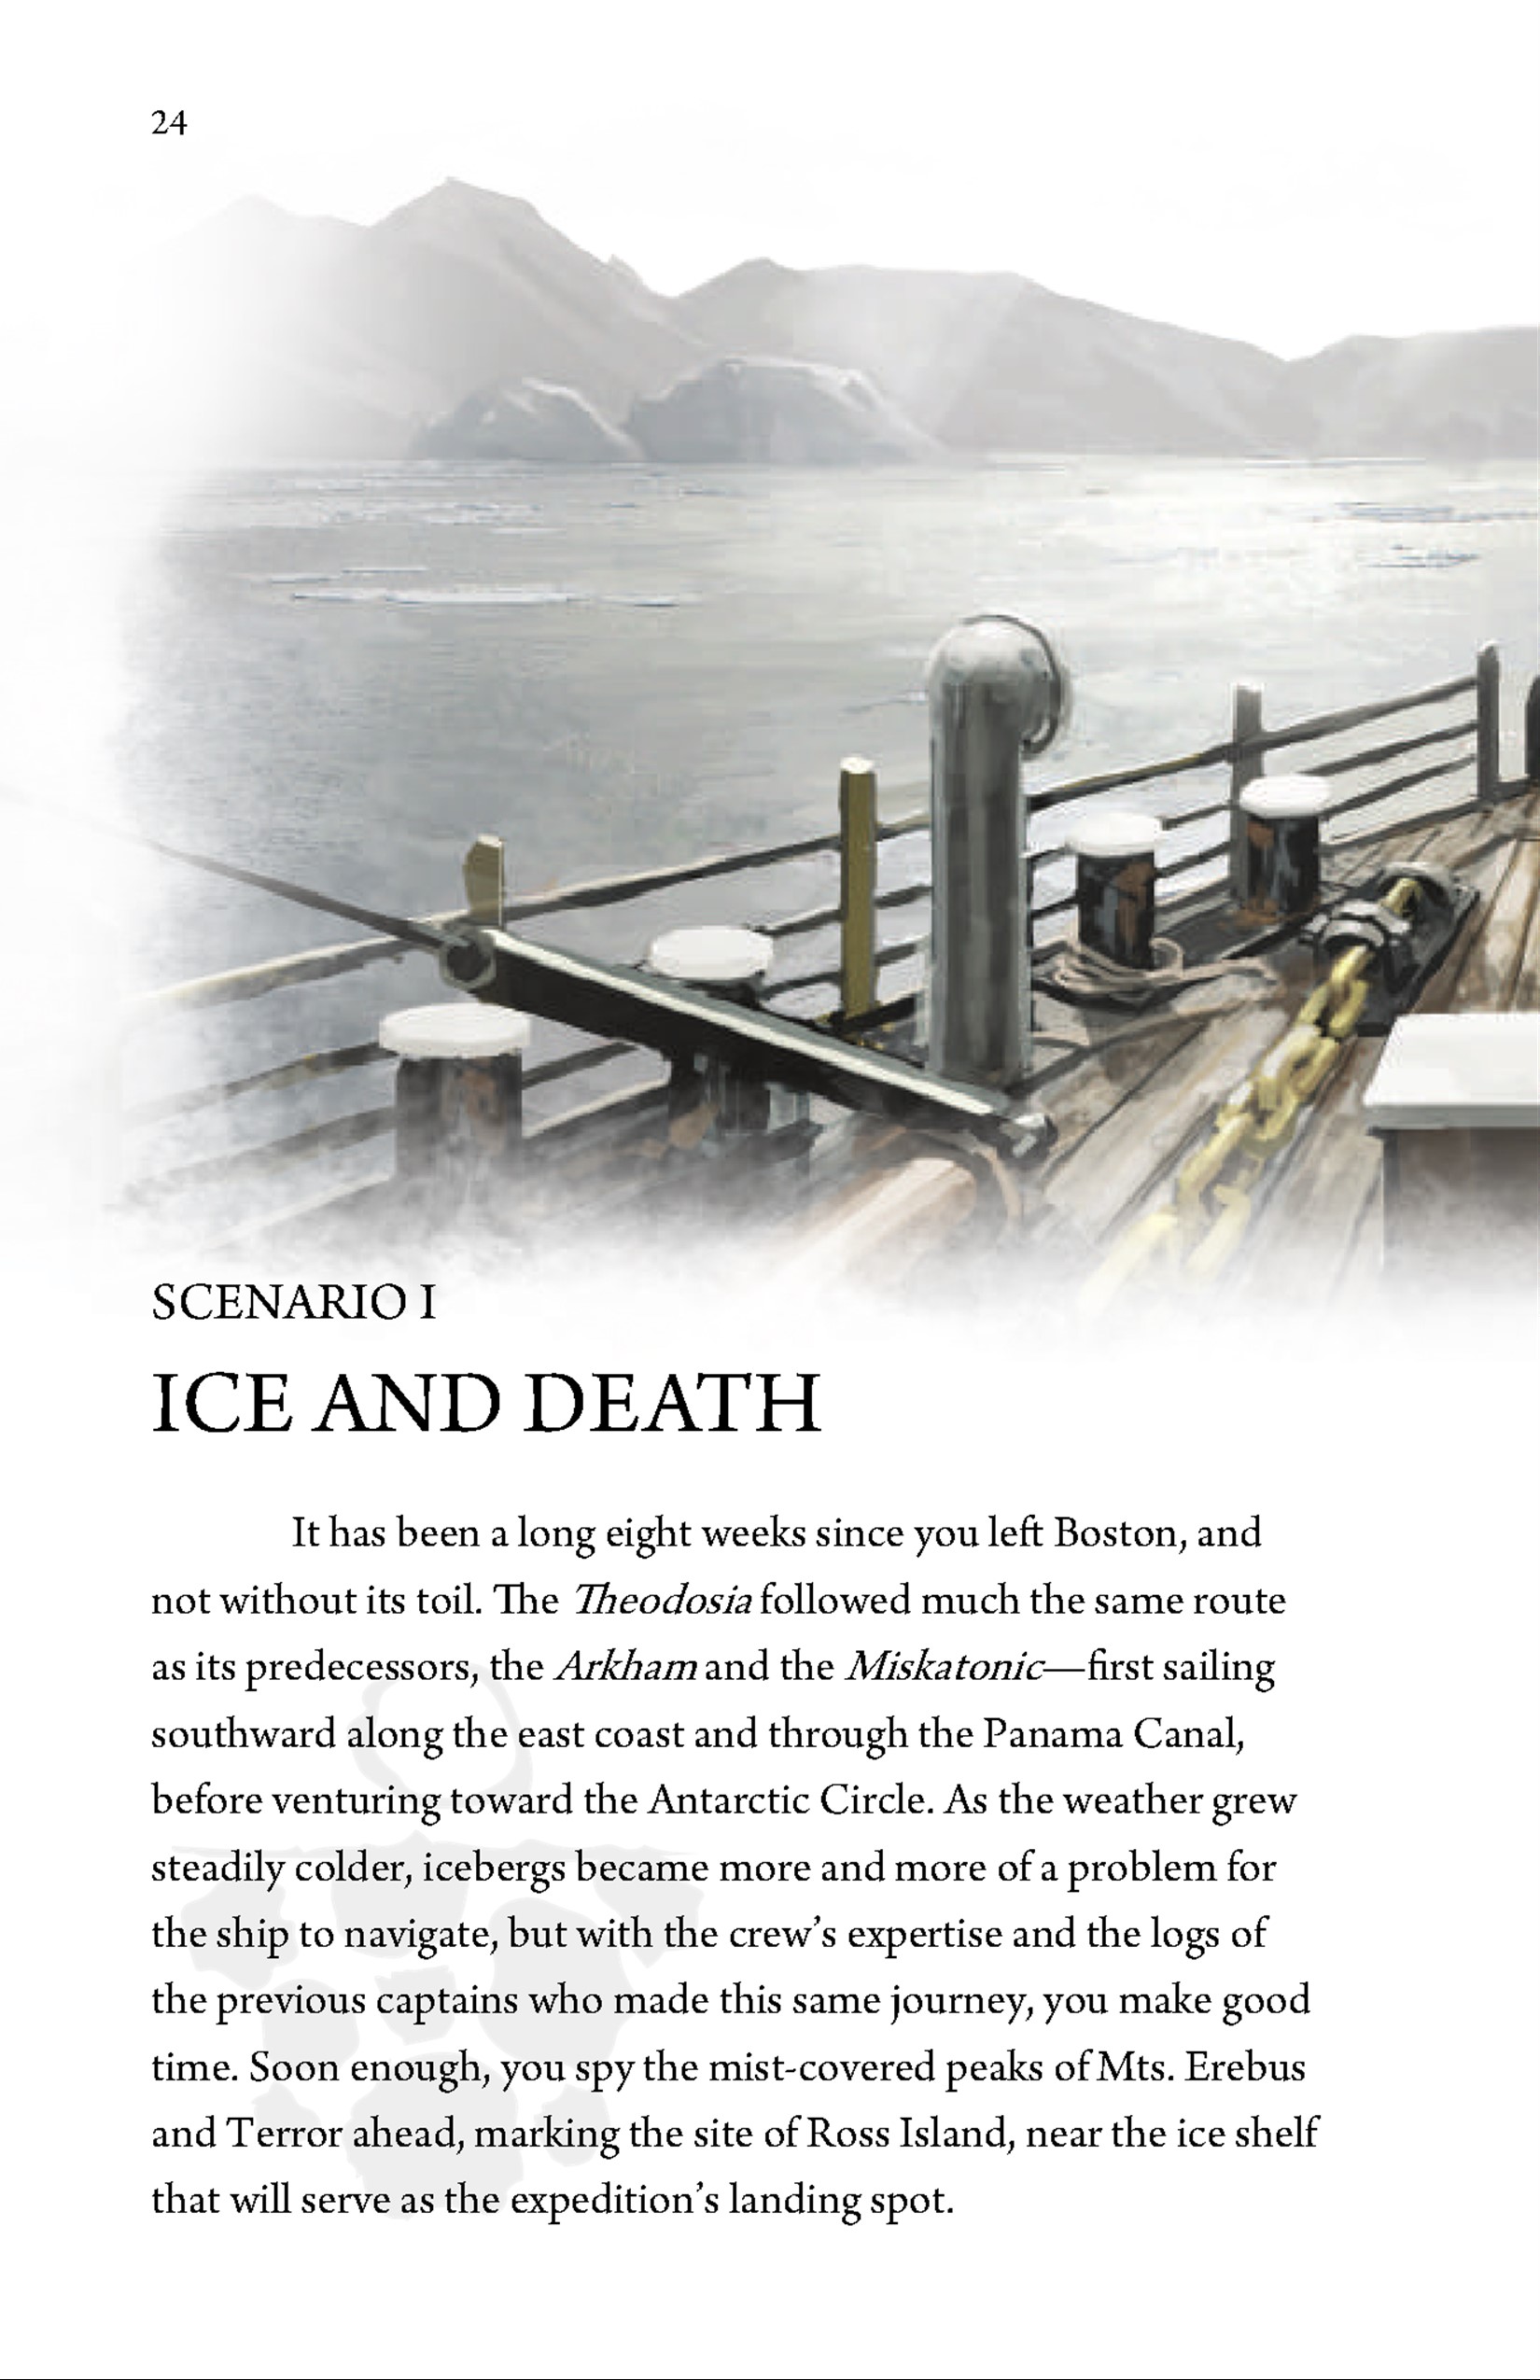 24
SCENARIO I
ICE AND DEATH
It has been a long eight weeks since you left Boston, and
not without its toil. The Theodosia followed much the same route
as its predecessors, the Arkham and the Miskatonic—first sailing
southward along the east coast and through the Panama Canal,
before venturing toward the Antarctic Circle. As the weather grew
steadily colder, icebergs became more and more of a problem for
the ship to navigate, but with the crew’s expertise and the logs of
the previous captains who made this same journey, you make good
time. Soon enough, you spy the mist-covered peaks of Mts. Erebus
and Terror ahead, marking the site of Ross Island, near the ice shelf
that will serve as the expedition’s landing spot.